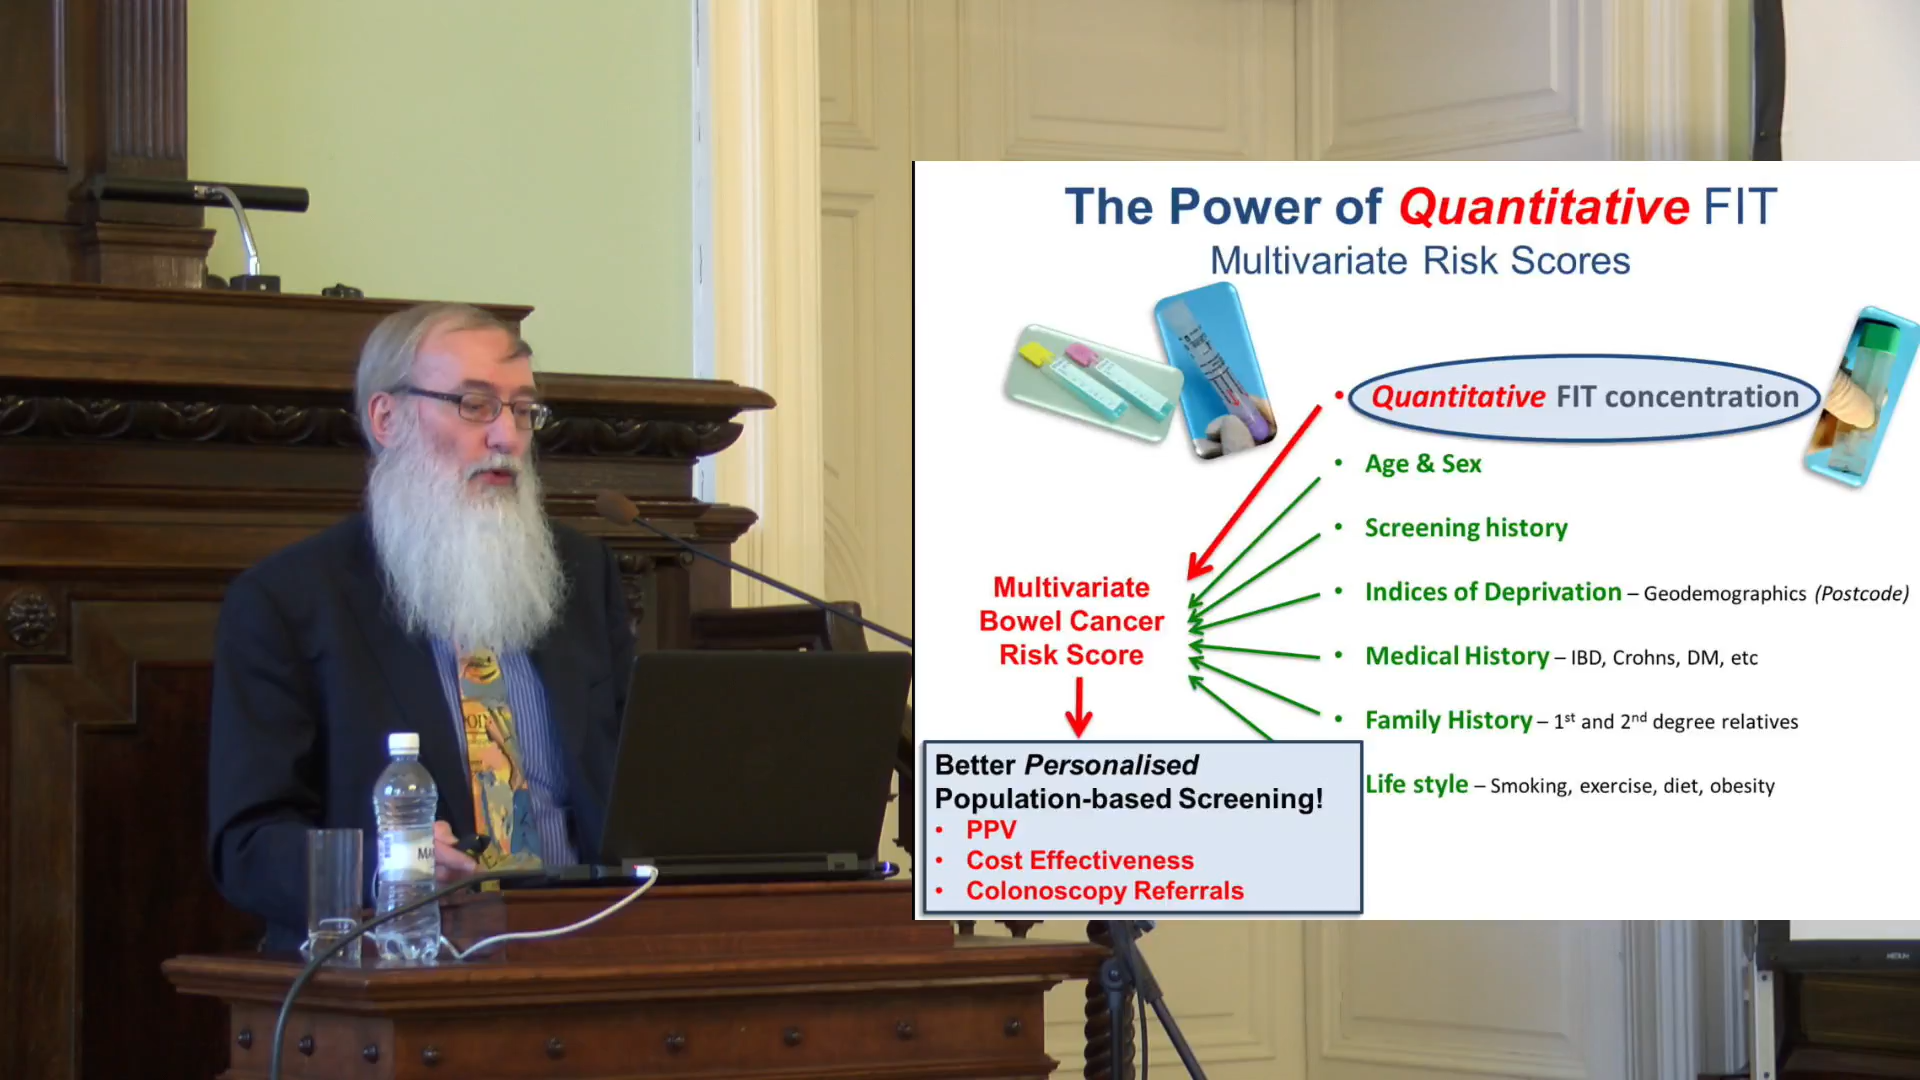 The Power of Quantitative FIT
Multivariate Risk Scores
• Quantitative FIT concentration
• Age & Sex
• Screening history
• Indices of Deprivation – Geodemographics (Postcode)
• Medical History – IBD, Crohns, DM, etc
• Family History – 1st and 2nd degree relatives
Life style – Smoking, exercise, diet, obesity
Multivariate
Bowel Cancer
Risk Score
Better Personalised
Population-based Screening!
• PPV
• Cost Effectiveness
• Colonoscopy Referrals